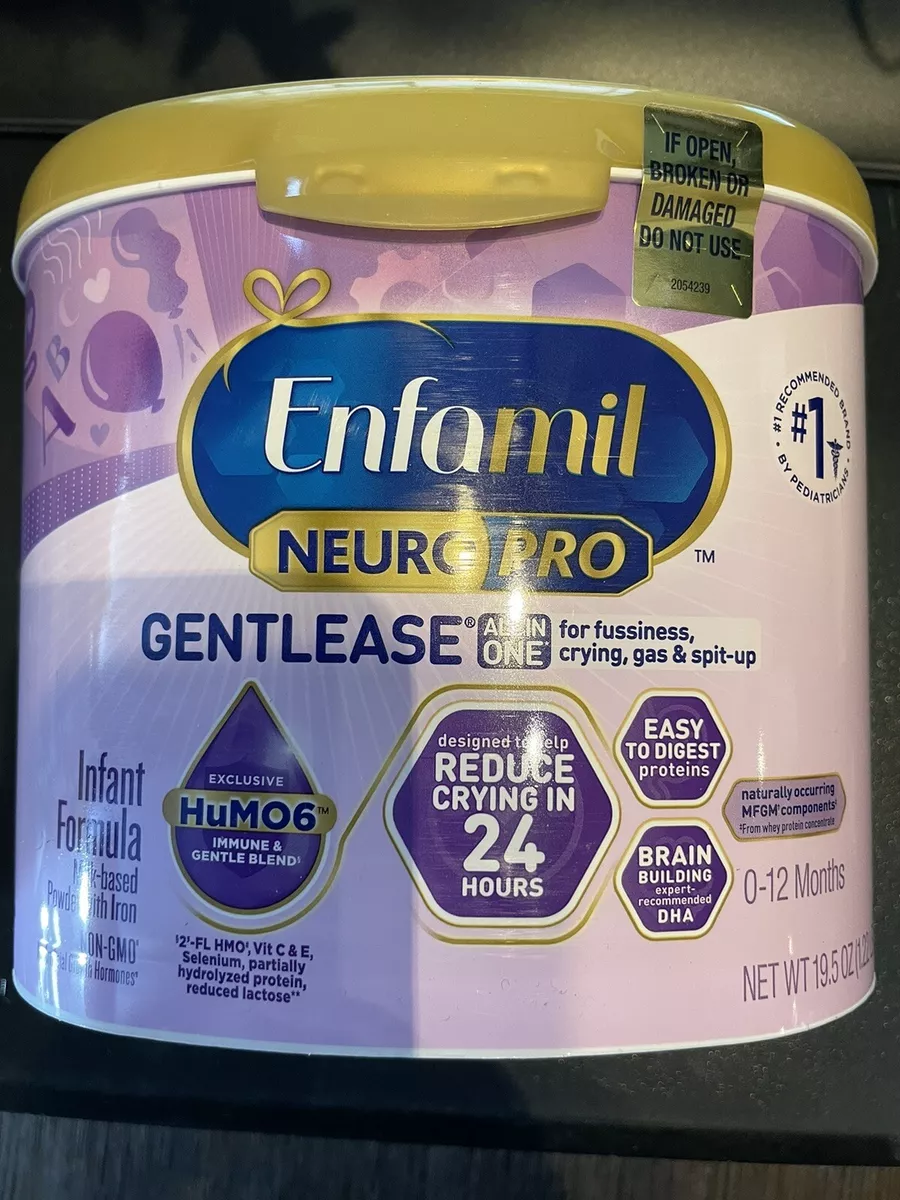 IF OPEN,
BROKEN OR
DAMAGED
DO NOT USE
2054239
A B
Enfamil
NEURO PRO
™
#1 RECOMMENDED BRAND
#1
BY PEDIATRICIANS
GENTLEASE®
ALL IN
ONE*
for fussiness,
crying, gas & spit-up
Infant
Formula
Milk-based
Powder with Iron
NON-GMO
Hormones
EXCLUSIVE
HuMO6™
IMMUNE &
GENTLE BLEND
2'-FL HMO, Vit C & E,
Selenium, partially
hydrolyzed protein,
reduced lactose**
designed to help
REDUCE
CRYING IN
24
HOURS
EASY
TO DIGEST
proteins
BRAIN
BUILDING
expert-
recommended
DHA
naturally occurring
MFGM components
From whey protein concentrate
0-12 Months
NET WT 19.5 OZ